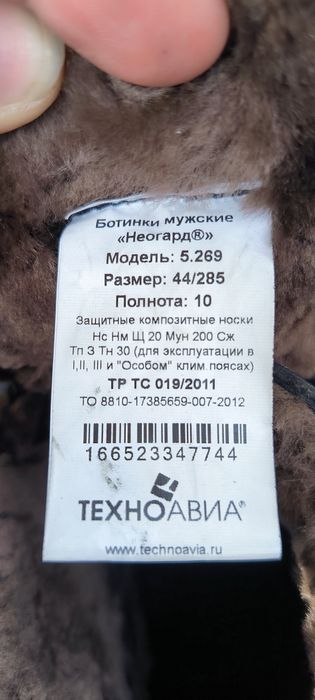 Ботинки мужские
«Неогард®»
Модель: 5.269
Размер: 44/285
Полнота: 10
Защитные композитные носки
Нс Нм Щ 20 Мун 200 Сж
Тп З Тн 30 (для эксплуатации в
I,II, III и "Особом" клим.поясах)
ТР ТС 019/2011
ТО 8810-17385659-007-2012
166523347744
ТЕХНОАВИА®
www.technoavia.ru